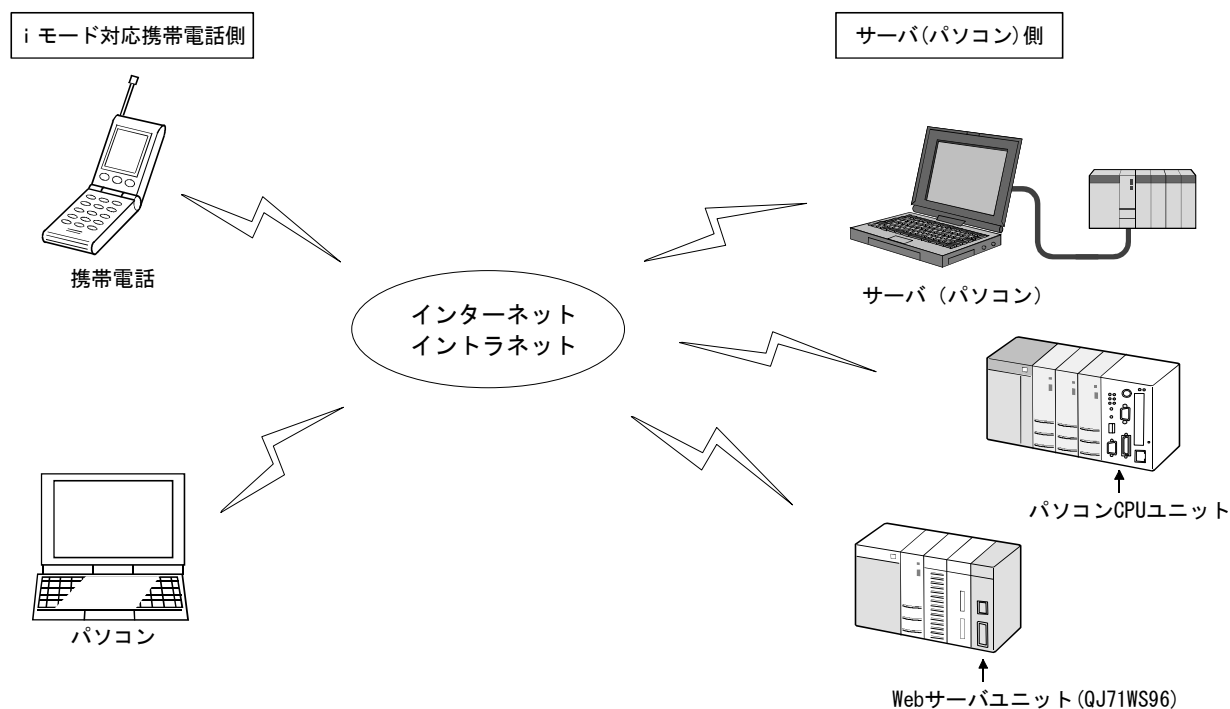 i モード対応携帯電話側
サーバ(パソコン)側
携帯電話
サーバ（パソコン）
インターネット
イントラネット
パソコンCPUユニット
パソコン
Webサーバユニット(QJ71WS96)